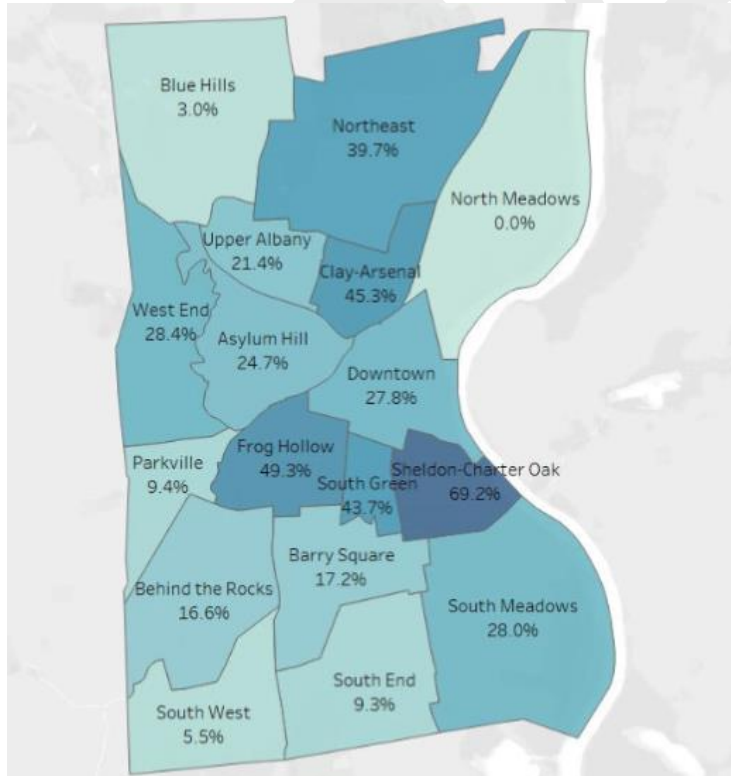 Blue Hills
3.0%
Northeast
39.7%
North Meadows
0.0%
Upper Albany
21.4%
Clay-Arsenal
45.3%
West End
28.4%
Asylum Hill
24.7%
Downtown
27.8%
Parkville
9.4%
Frog Hollow
49.3%
South Green
43.7%
Sheldon-Charter Oak
69.2%
Behind the Rocks
16.6%
Barry Square
17.2%
South Meadows
28.0%
South West
5.5%
South End
9.3%